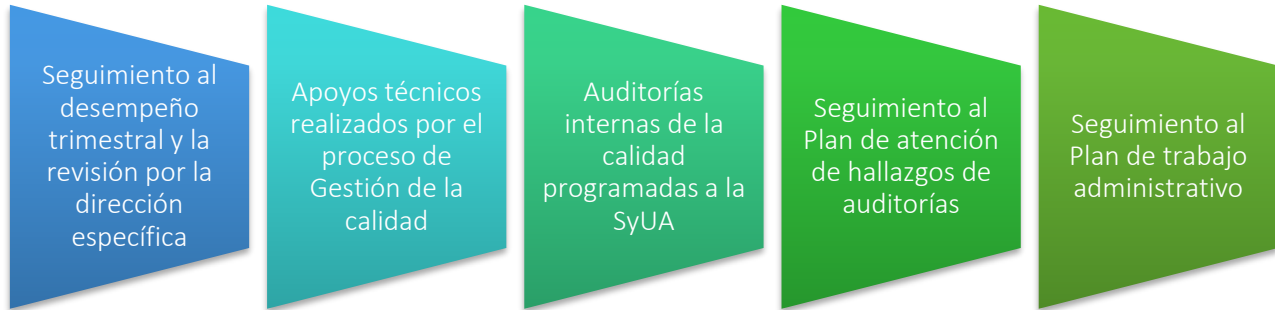 Seguimiento al
desempeño
trimestral y la
revisión por la
dirección
específica
Apoyos técnicos
realizados por el
proceso de
Gestión de la
calidad
Auditorías
internas de la
calidad
programadas a la
SyUA
Seguimiento al
Plan de atención
de hallazgos de
auditorías
Seguimiento al
Plan de trabajo
administrativo